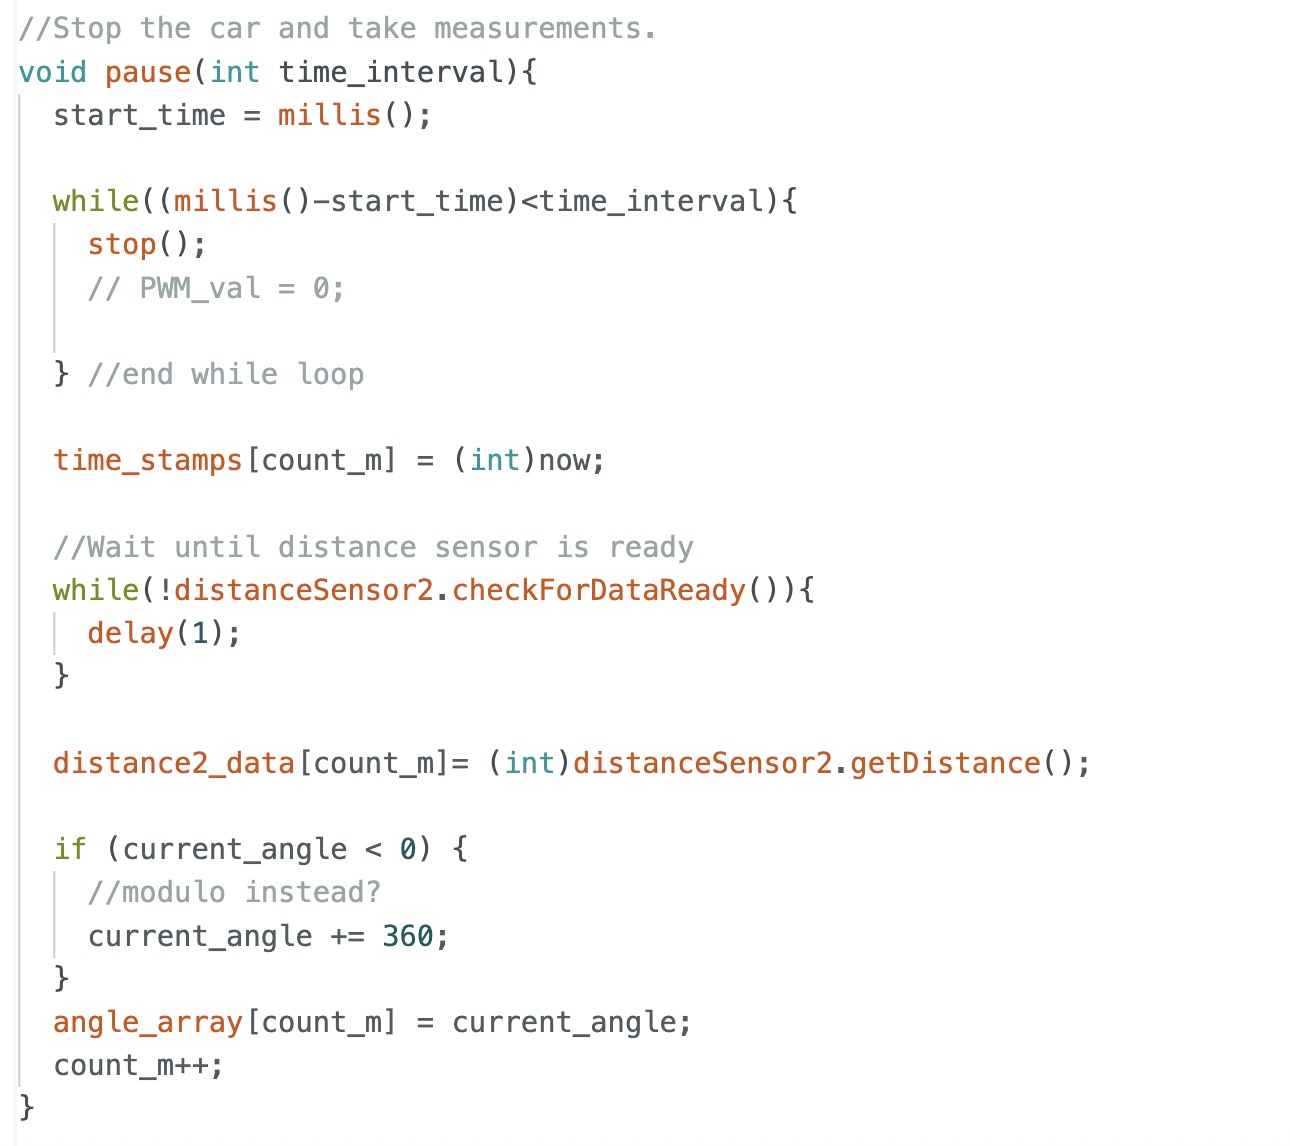 //Stop the car and take measurements.
void pause(int time_interval){
  start_time = millis();

  while((millis()-start_time)<time_interval){
    stop();
    // PWM_val = 0;

  } //end while loop

  time_stamps[count_m] = (int)now;

  //Wait until distance sensor is ready
  while(!distanceSensor2.checkForDataReady()){
    delay(1);
  }

  distance2_data[count_m]= (int)distanceSensor2.getDistance();

  if (current_angle < 0) {
    //modulo instead?
    current_angle += 360;
  }
  angle_array[count_m] = current_angle;
  count_m++;
}